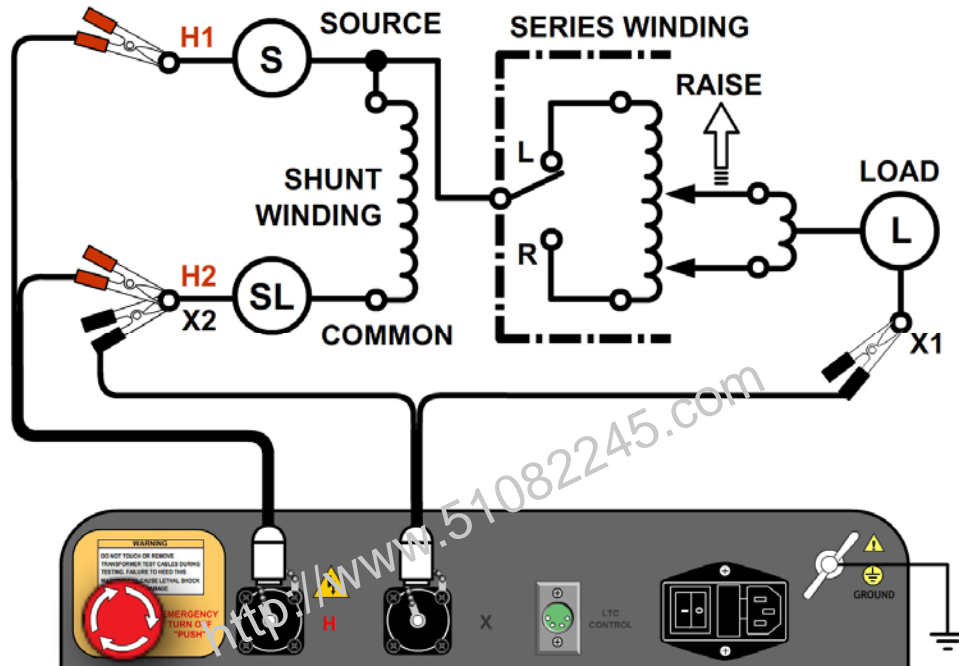 SOURCE
H1
S
SERIES WINDING
RAISE
L
SHUNT
WINDING
LOAD
L
R
H2
X2
SL
COMMON
X1
http://www.51082245.com
WARNING
DO NOT TOUCH OR REMOVE
TRANSFORMER TEST CABLES DURING
TESTING. FAILURE TO HEED THIS
CAUSE LETHAL SHOCK
EMERGENCY
TURN OFF
"PUSH"
H
X
LTC
CONTROL
GROUND